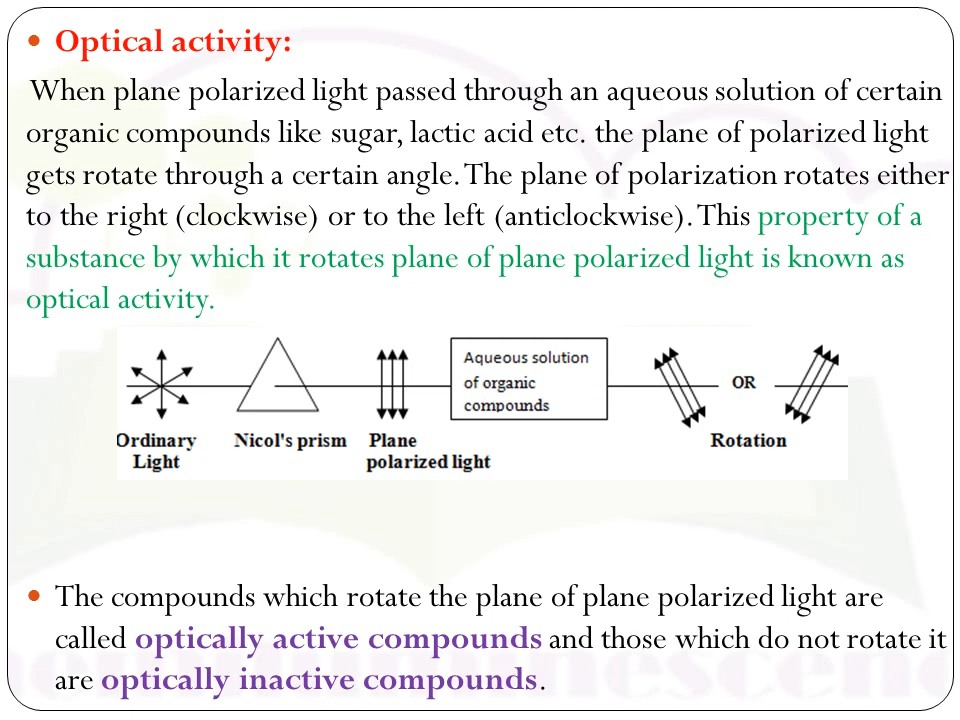 • Optical activity:
When plane polarized light passed through an aqueous solution of certain
organic compounds like sugar, lactic acid etc. the plane of polarized light
gets rotate through a certain angle. The plane of polarization rotates either
to the right (clockwise) or to the left (anticlockwise). This property of a
substance by which it rotates plane of plane polarized light is known as
optical activity.
Aqueous solution
of organic
compounds
OR
Ordinary
Light
Nicol's prism
Plane
polarized light
Rotation
• The compounds which rotate the plane of plane polarized light are
called optically active compounds and those which do not rotate it
are optically inactive compounds.